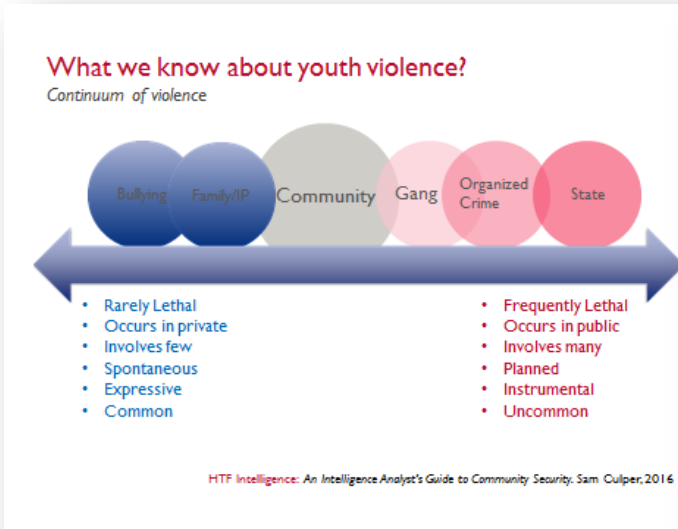 What we know about youth violence?
Continuum of violence
Bullying
Family/IP
Community
Gang
Organized
Crime
State
• Rarely Lethal
• Occurs in private
• Involves few
• Spontaneous
• Expressive
• Common
• Frequently Lethal
• Occurs in public
• Involves many
• Planned
• Instrumental
• Uncommon
HTF Intelligence: An Intelligence Analyst's Guide to Community Security. Sam Culper, 2016